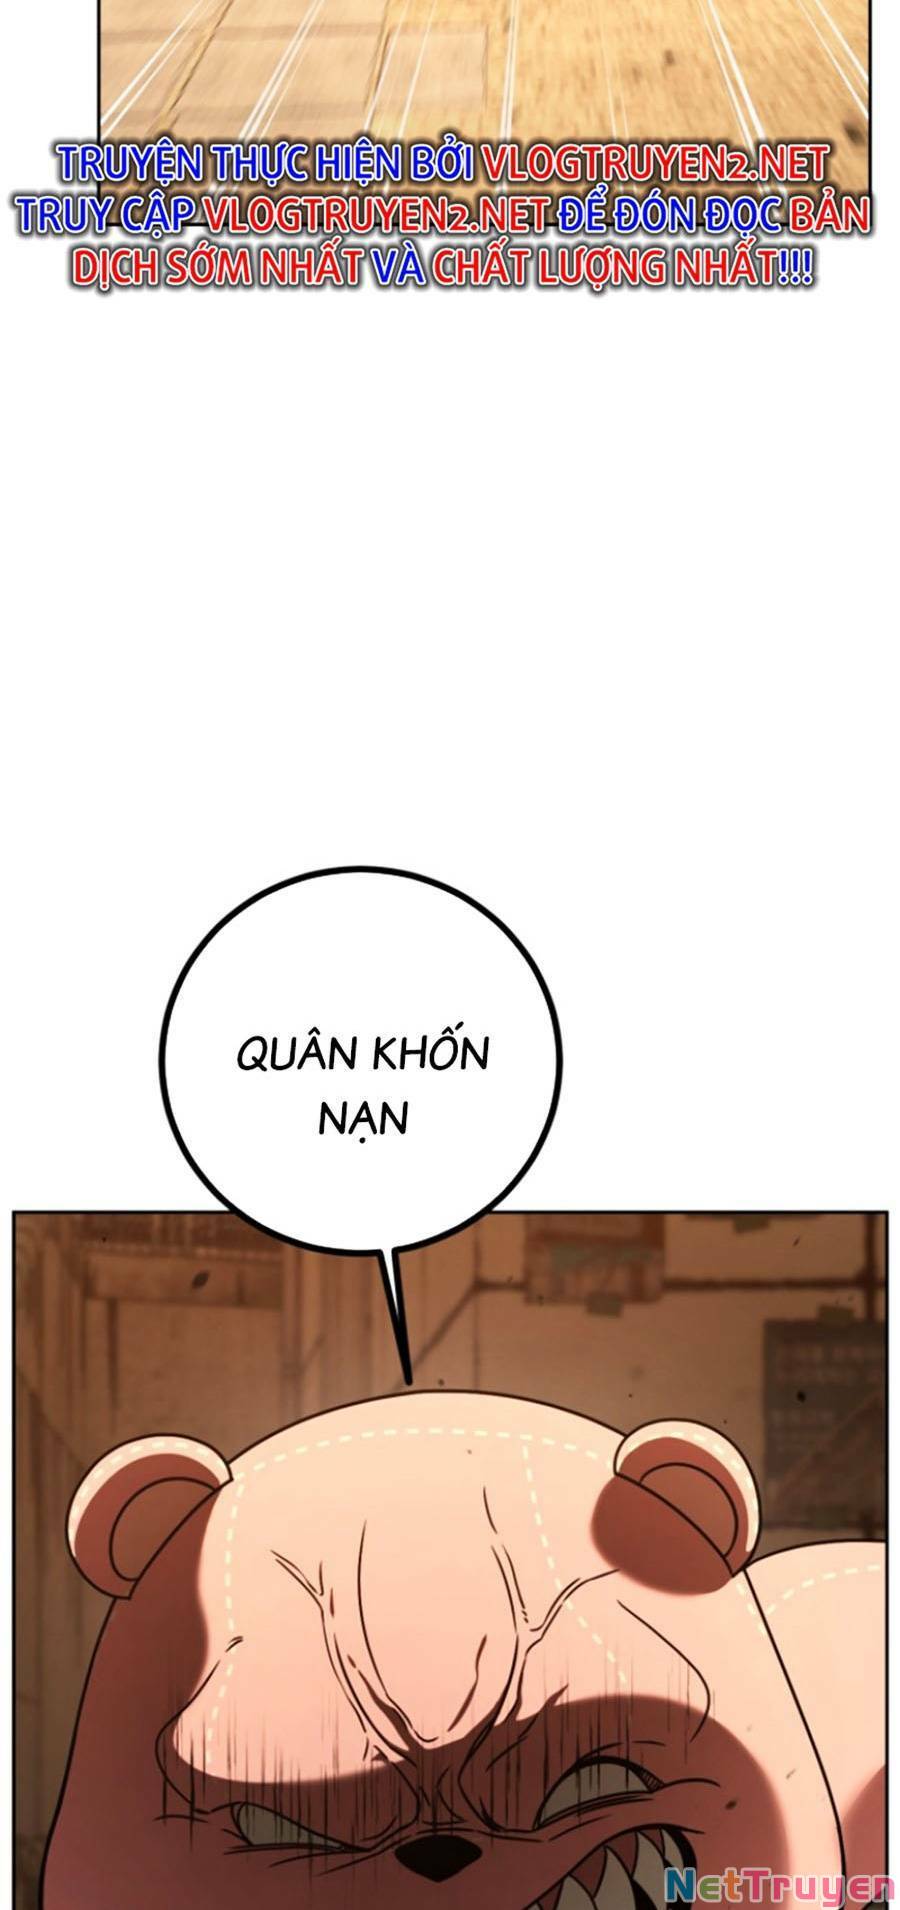 TRUYỆN THỰC HIỆN BỞI VLOGTRUYEN2.NET
TRUY CẬP VLOGTRUYEN2.NET ĐỂ ĐÓN ĐỌC BẢN
DỊCH SỚM NHẤT VÀ CHẤT LƯỢNG NHẤT!!!
QUÂN KHỐN
NẠN
NetTruyen